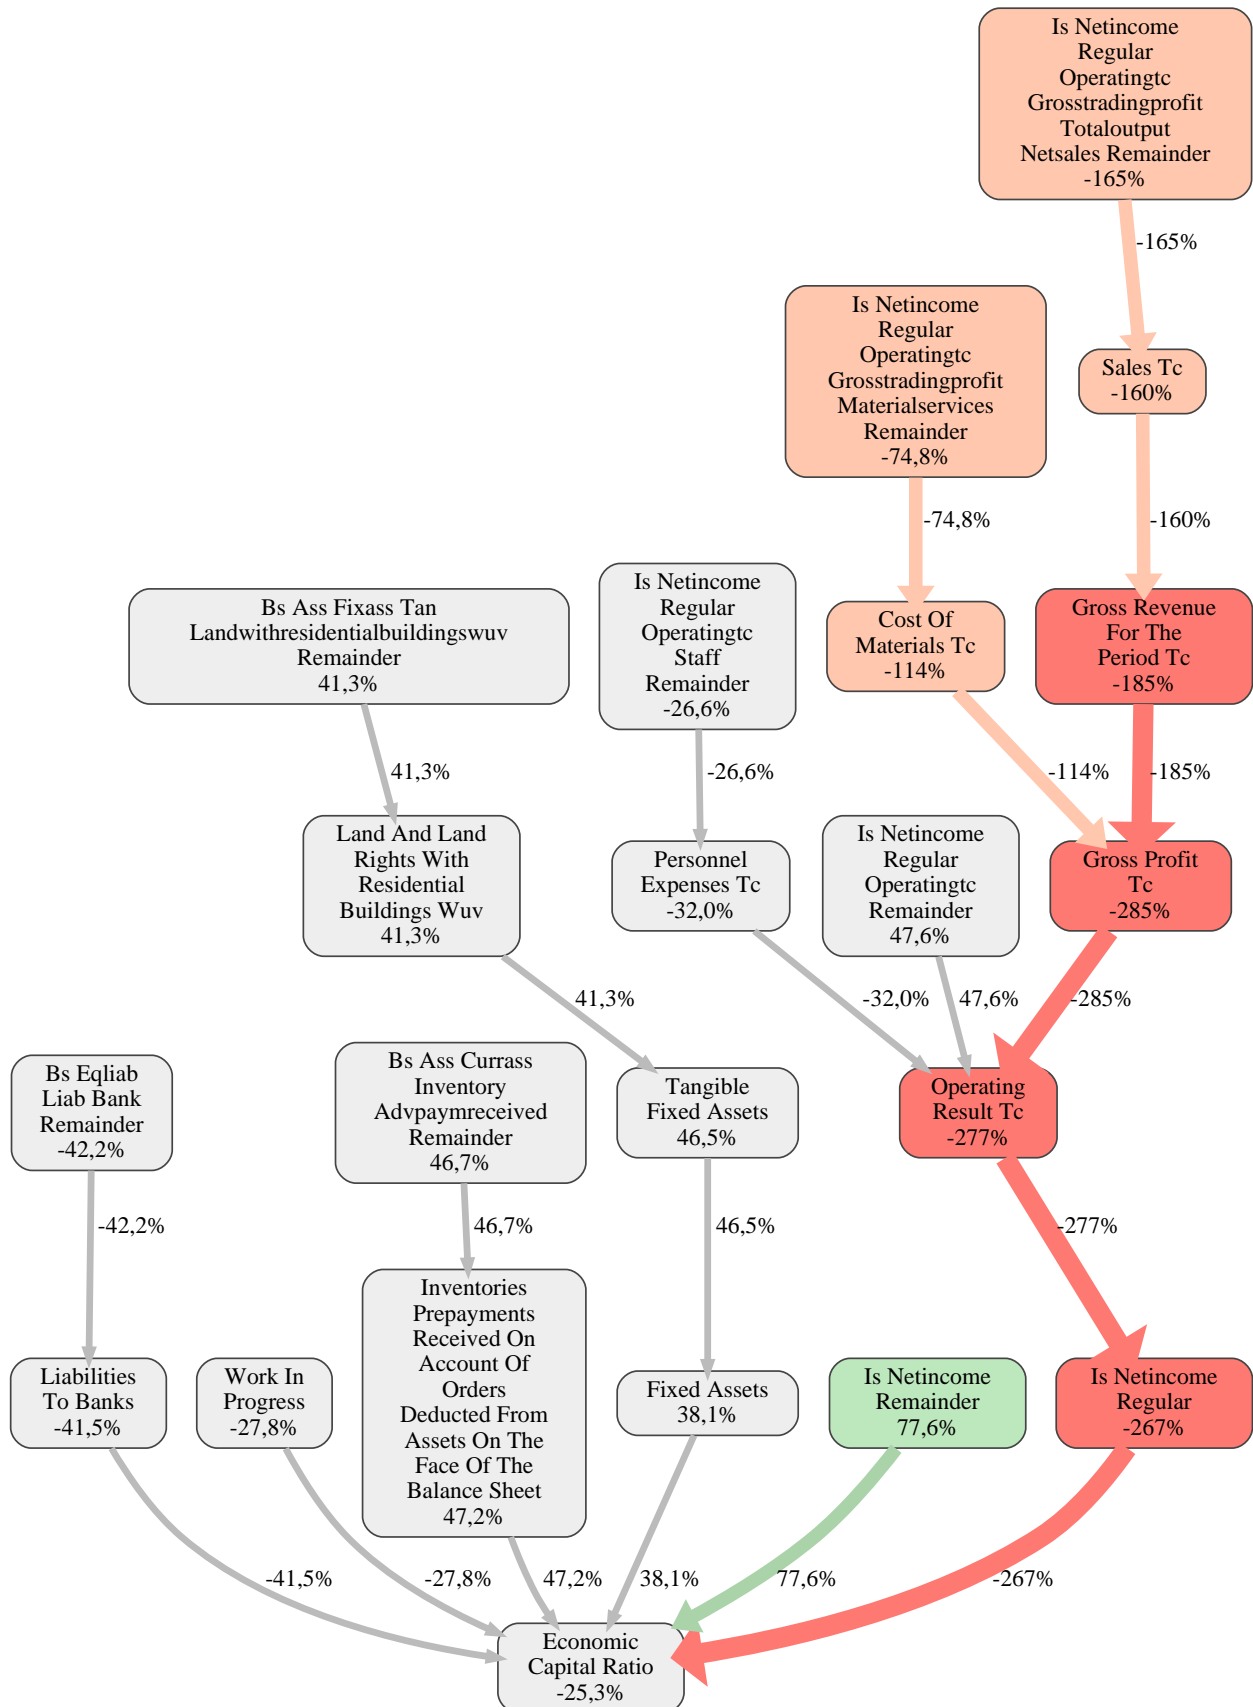 Is Netincome
Regular
Operatingtc
Grosstradingprofit
Totaloutput
Netsales Remainder
-165%
-165%
Is Netincome
Regular
Operatingtc
Grosstradingprofit
Materialservices
Remainder
-74,8%
Sales Tc
-160%
-74,8%
-160%
Bs Ass Fixass Tan
Landwithresidentialbuildingswuv
Remainder
41,3%
Is Netincome
Regular
Operatingtc
Staff
Remainder
-26,6%
Cost Of
Materials Tc
-114%
Gross Revenue
For The
Period Tc
-185%
41,3%
-26,6%
-114%
-185%
Land And Land
Rights With
Residential
Buildings Wuv
41,3%
Personnel
Expenses Tc
-32,0%
Is Netincome
Regular
Operatingtc
Remainder
47,6%
Gross Profit
Tc
-285%
41,3%
-32,0%
47,6%
-285%
Bs Eqliab
Liab Bank
Remainder
-42,2%
Bs Ass Currass
Inventory
Advpaymreceived
Remainder
46,7%
Tangible
Fixed Assets
46,5%
Operating
Result Tc
-277%
-42,2%
46,7%
46,5%
-277%
Liabilities
To Banks
-41,5%
Work In
Progress
-27,8%
Inventories
Prepayments
Received On
Account Of
Orders
Deducted From
Assets On The
Face Of The
Balance Sheet
47,2%
Fixed Assets
38,1%
Is Netincome
Remainder
77,6%
Is Netincome
Regular
-267%
-41,5%
-27,8%
47,2%
38,1%
77,6%
-267%
Economic
Capital Ratio
-25,3%